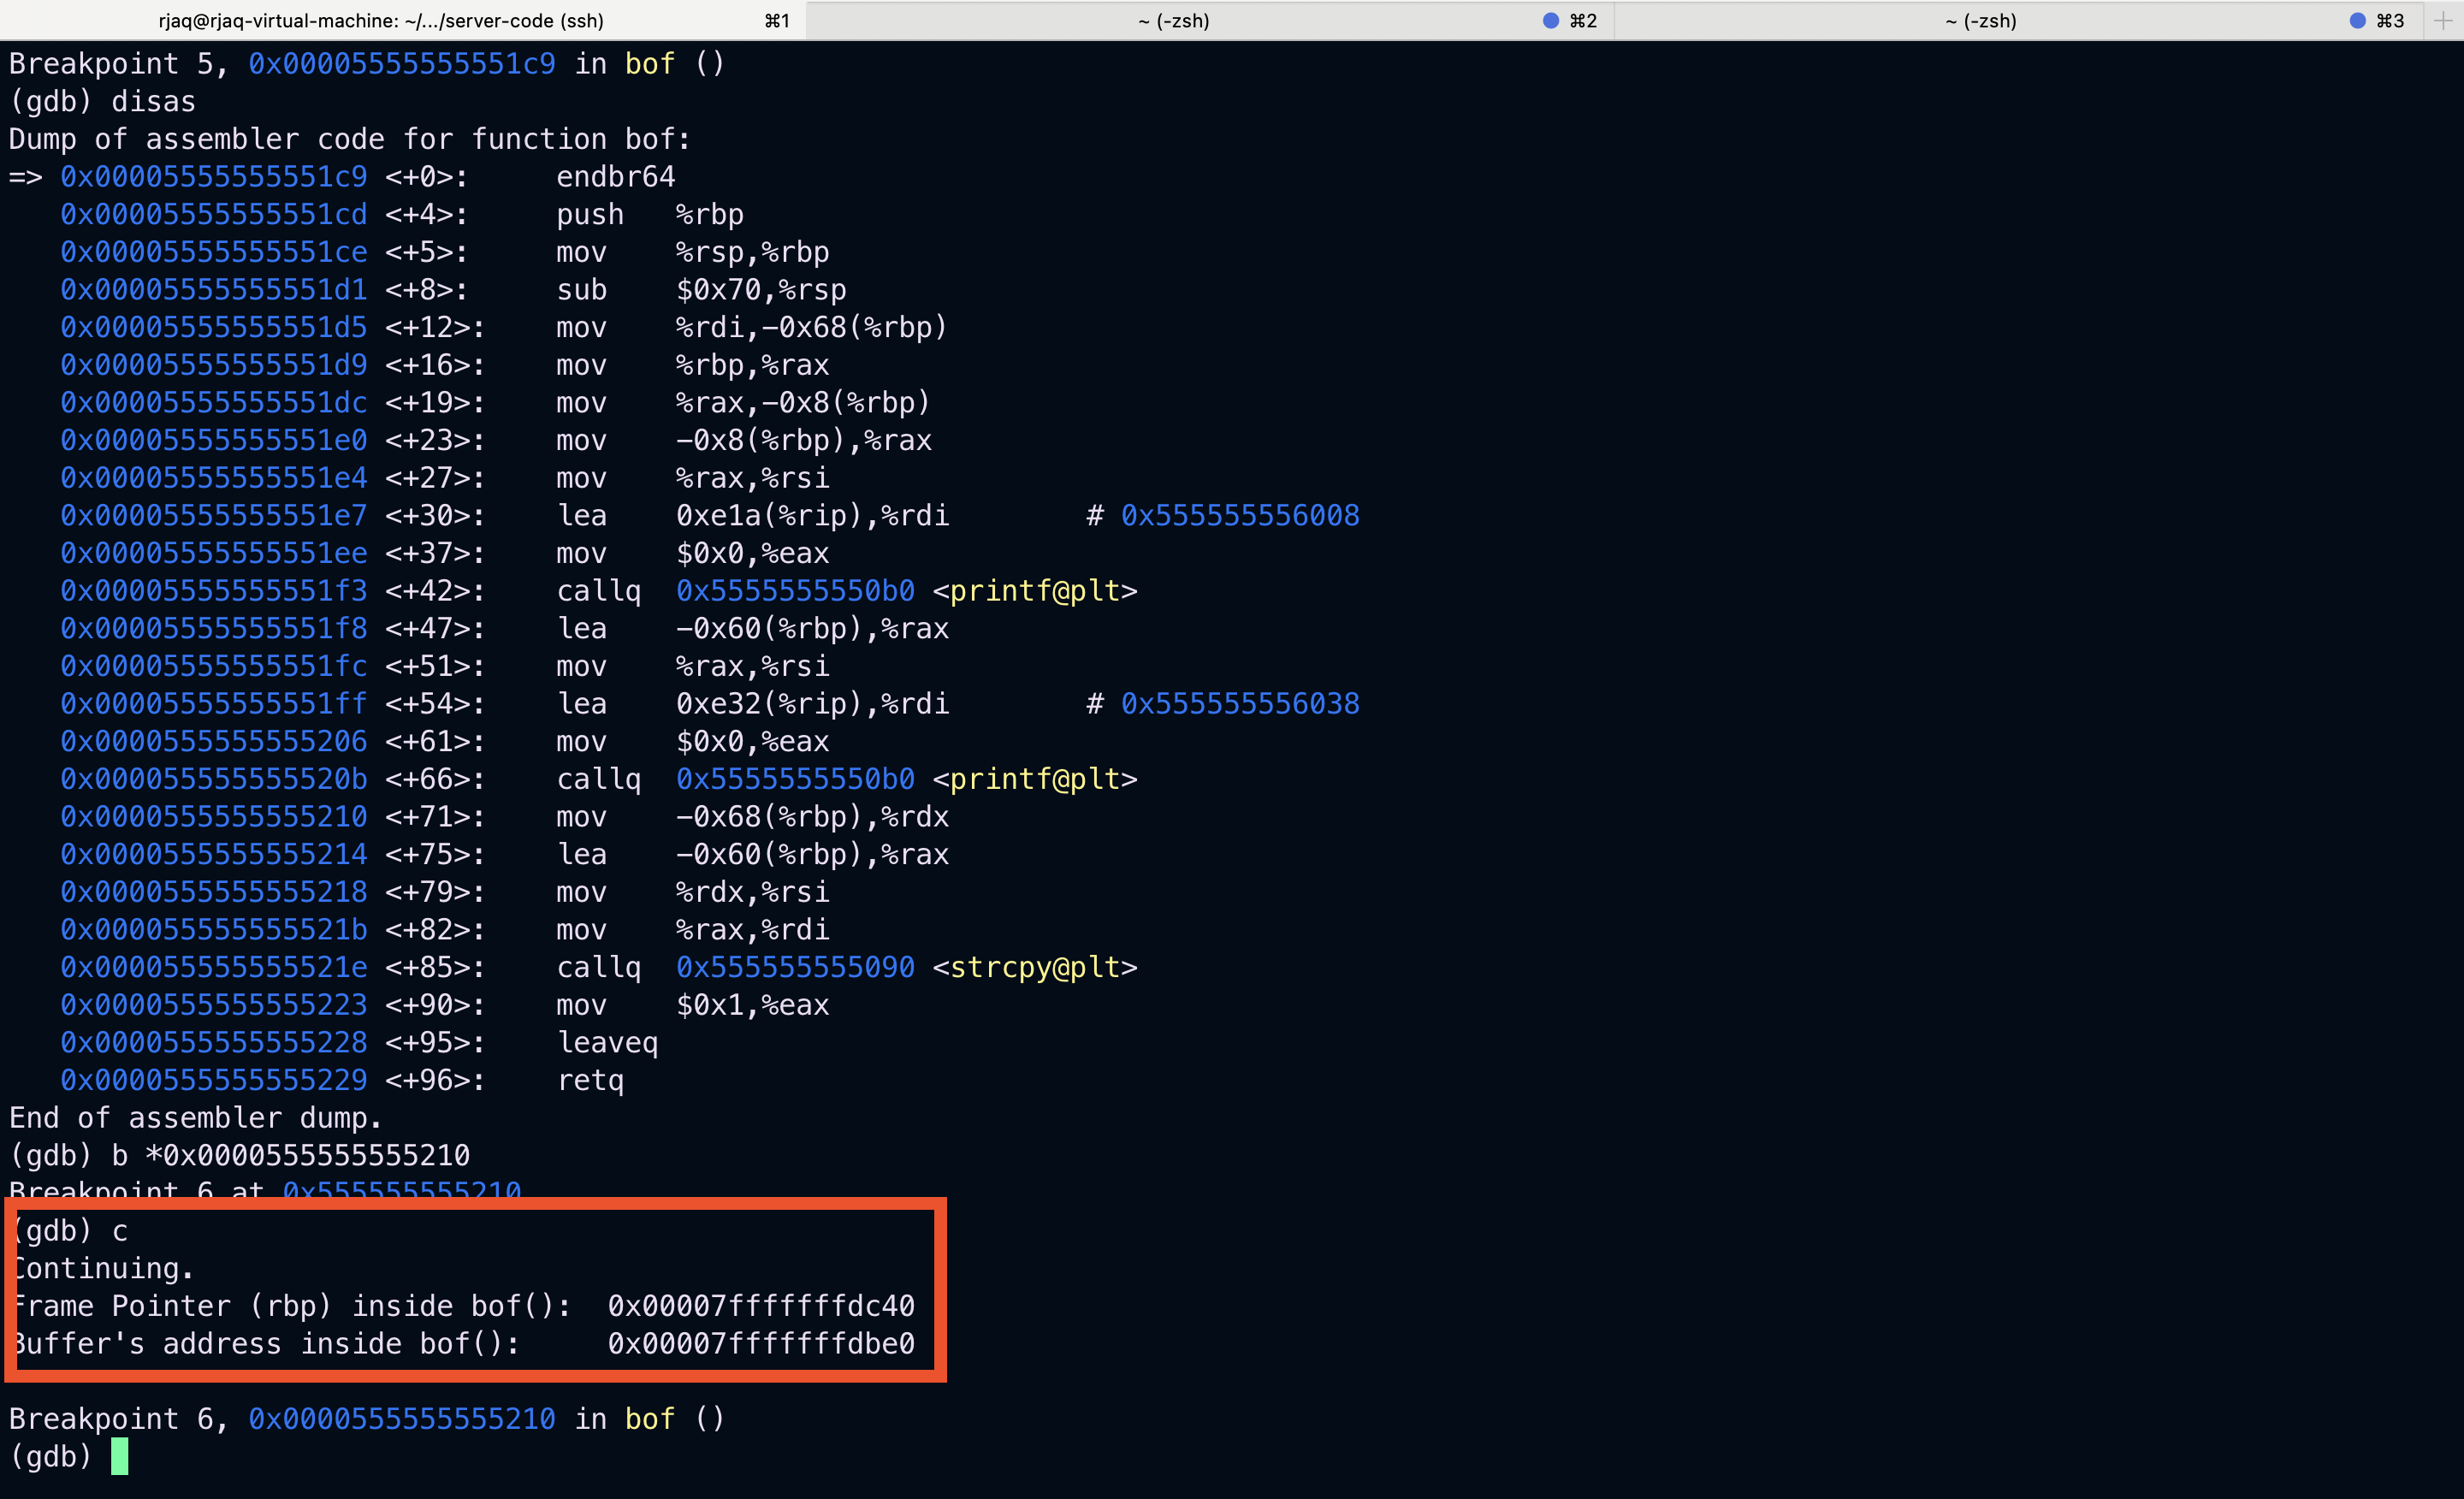 rjaq@rjaq-virtual-machine: ~/.../server-code (ssh) ⌘1 ~ (-zsh) ⌘2 ~ (-zsh) ⌘3
Breakpoint 5, 0x00005555555551c9 in bof ()
(gdb) disas
Dump of assembler code for function bof:
=> 0x00005555555551c9 <+0>: endbr64
0x00005555555551cd <+4>: push %rbp
0x00005555555551ce <+5>: mov %rsp,%rbp
0x00005555555551d1 <+8>: sub $0x70,%rsp
0x00005555555551d5 <+12>: mov %rdi,-0x68(%rbp)
0x00005555555551d9 <+16>: mov %rbp,%rax
0x00005555555551dc <+19>: mov %rax,-0x8(%rbp)
0x00005555555551e0 <+23>: mov -0x8(%rbp),%rax
0x00005555555551e4 <+27>: mov %rax,%rsi
0x00005555555551e7 <+30>: lea 0xe1a(%rip),%rdi # 0x555555556008
0x00005555555551ee <+37>: mov $0x0,%eax
0x00005555555551f3 <+42>: callq 0x5555555550b0 <printf@plt>
0x00005555555551f8 <+47>: lea -0x60(%rbp),%rax
0x00005555555551fc <+51>: mov %rax,%rsi
0x00005555555551ff <+54>: lea 0xe32(%rip),%rdi # 0x555555556038
0x0000555555555206 <+61>: mov $0x0,%eax
0x000055555555520b <+66>: callq 0x5555555550b0 <printf@plt>
0x0000555555555210 <+71>: mov -0x68(%rbp),%rdx
0x0000555555555214 <+75>: lea -0x60(%rbp),%rax
0x0000555555555218 <+79>: mov %rdx,%rsi
0x000055555555521b <+82>: mov %rax,%rdi
0x000055555555521e <+85>: callq 0x555555555090 <strcpy@plt>
0x0000555555555223 <+90>: mov $0x1,%eax
0x0000555555555228 <+95>: leaveq
0x0000555555555229 <+96>: retq
End of assembler dump.
(gdb) b *0x0000555555555210
Breakpoint 6 at 0x555555555210
(gdb) c
Continuing.
Frame Pointer (rbp) inside bof(): 0x00007fffffffdc40
Buffer's address inside bof(): 0x00007fffffffdbe0
Breakpoint 6, 0x0000555555555210 in bof ()
(gdb)